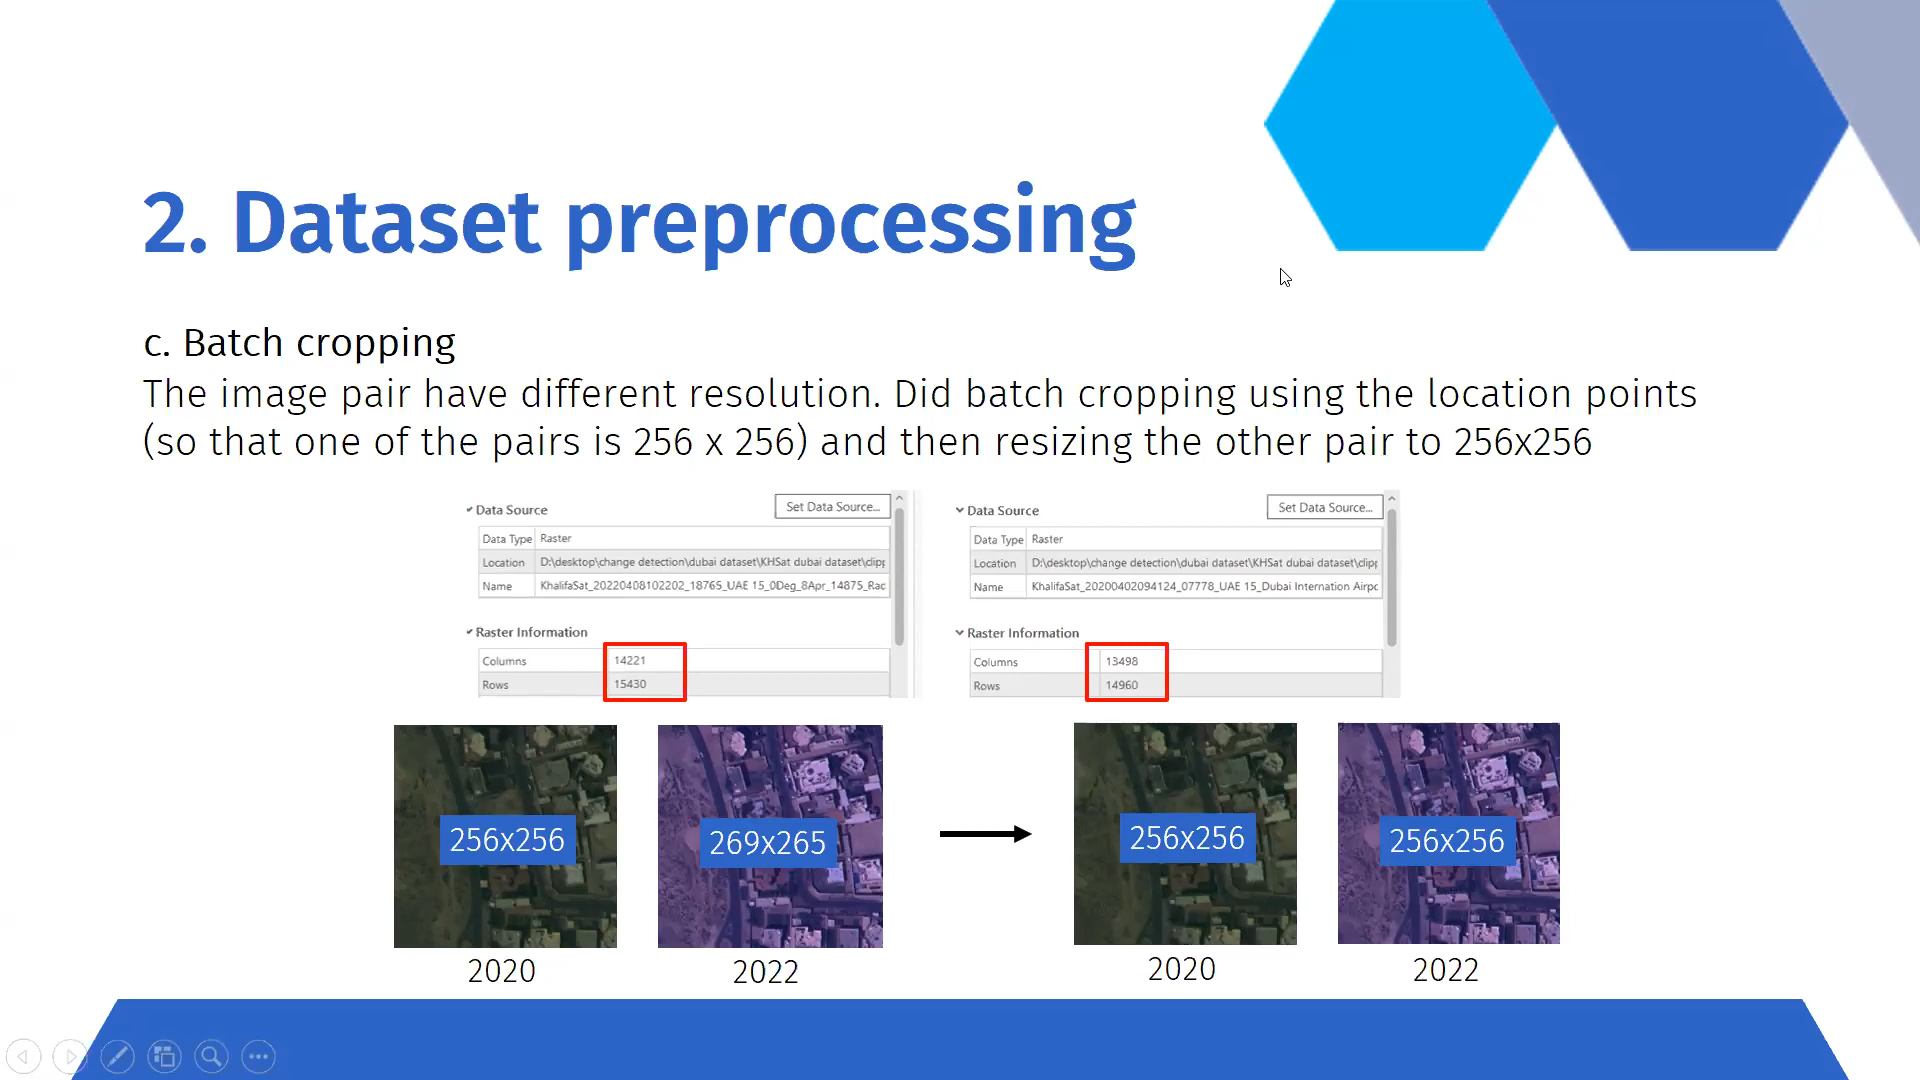 2. Dataset preprocessing
c. Batch cropping
The image pair have different resolution. Did batch cropping using the location points
(so that one of the pairs is 256 x 256) and then resizing the other pair to 256x256
Data Source
Set Data Source...
Data Type Raster
Location D:\desktop\change detection\dubai dataset\KHSat dubai dataset\clipp
Name KhalifaSat_20220408102202_18765_UAE 15_0Deg_8Apr_14875_Rac
Raster Information
Columns 14221
Rows 15430
Data Source
Set Data Source...
Data Type Raster
Location D:\desktop\change detection\dubai dataset\KHSat dubai dataset\clipp
Name KhalifaSat_20200402094124_07778_UAE 15_Dubai Internation Airpc
Raster Information
Columns 13498
Rows 14960
256x256
269x265
256x256
256x256
2020
2022
2020
2022